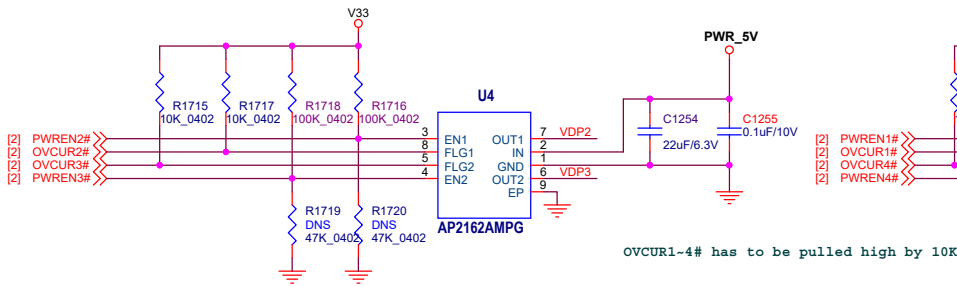 V33
PWR_5V
R1715
10K_0402
R1717
10K_0402
R1718
100K_0402
R1716
100K_0402
U4
C1254
22uF/6.3V
C1255
0.1uF/10V
[2] PWREN2#
[8] OVCUR2#
[2] OVCUR3#
[2] PWREN3#
3 EN1
8 FLG1
5 FLG2
4 EN2
OUT1 7 VDP2
IN 2
GND 1
OUT2 6 VDP3
EP 9
AP2162AMPG
R1719
DNS
47K_0402
R1720
DNS
47K_0402
[2] PWREN1#
[2] OVCUR1#
[2] OVCUR4#
[2] PWREN4#
OVCUR1~4# has to be pulled high by 10K